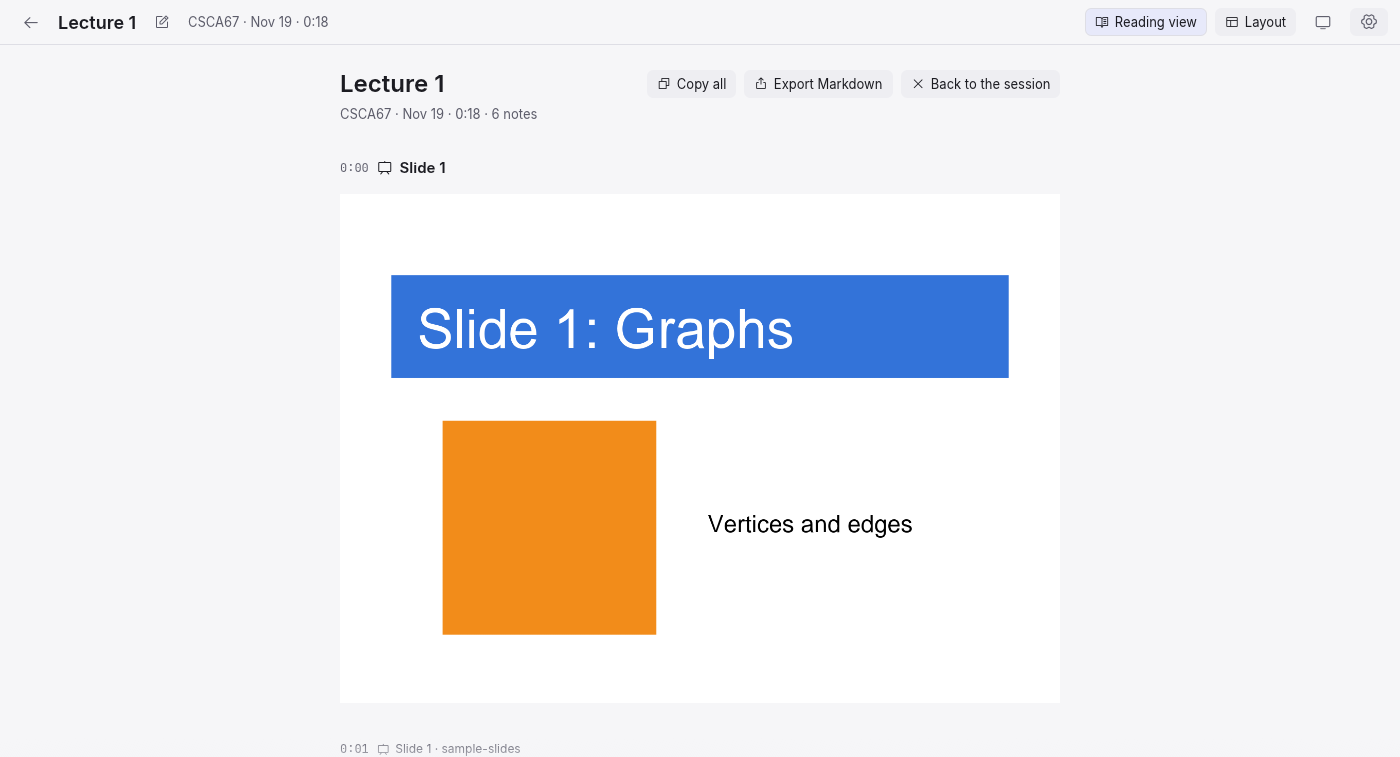 Lecture 1
CSCA67 · Nov 19 · 0:18
Reading view
Layout
Lecture 1
Copy all
Export Markdown
Back to the session
CSCA67 · Nov 19 · 0:18 · 6 notes
0:00 Slide 1
Slide 1: Graphs
Vertices and edges
0:01 Slide 1 · sample-slides